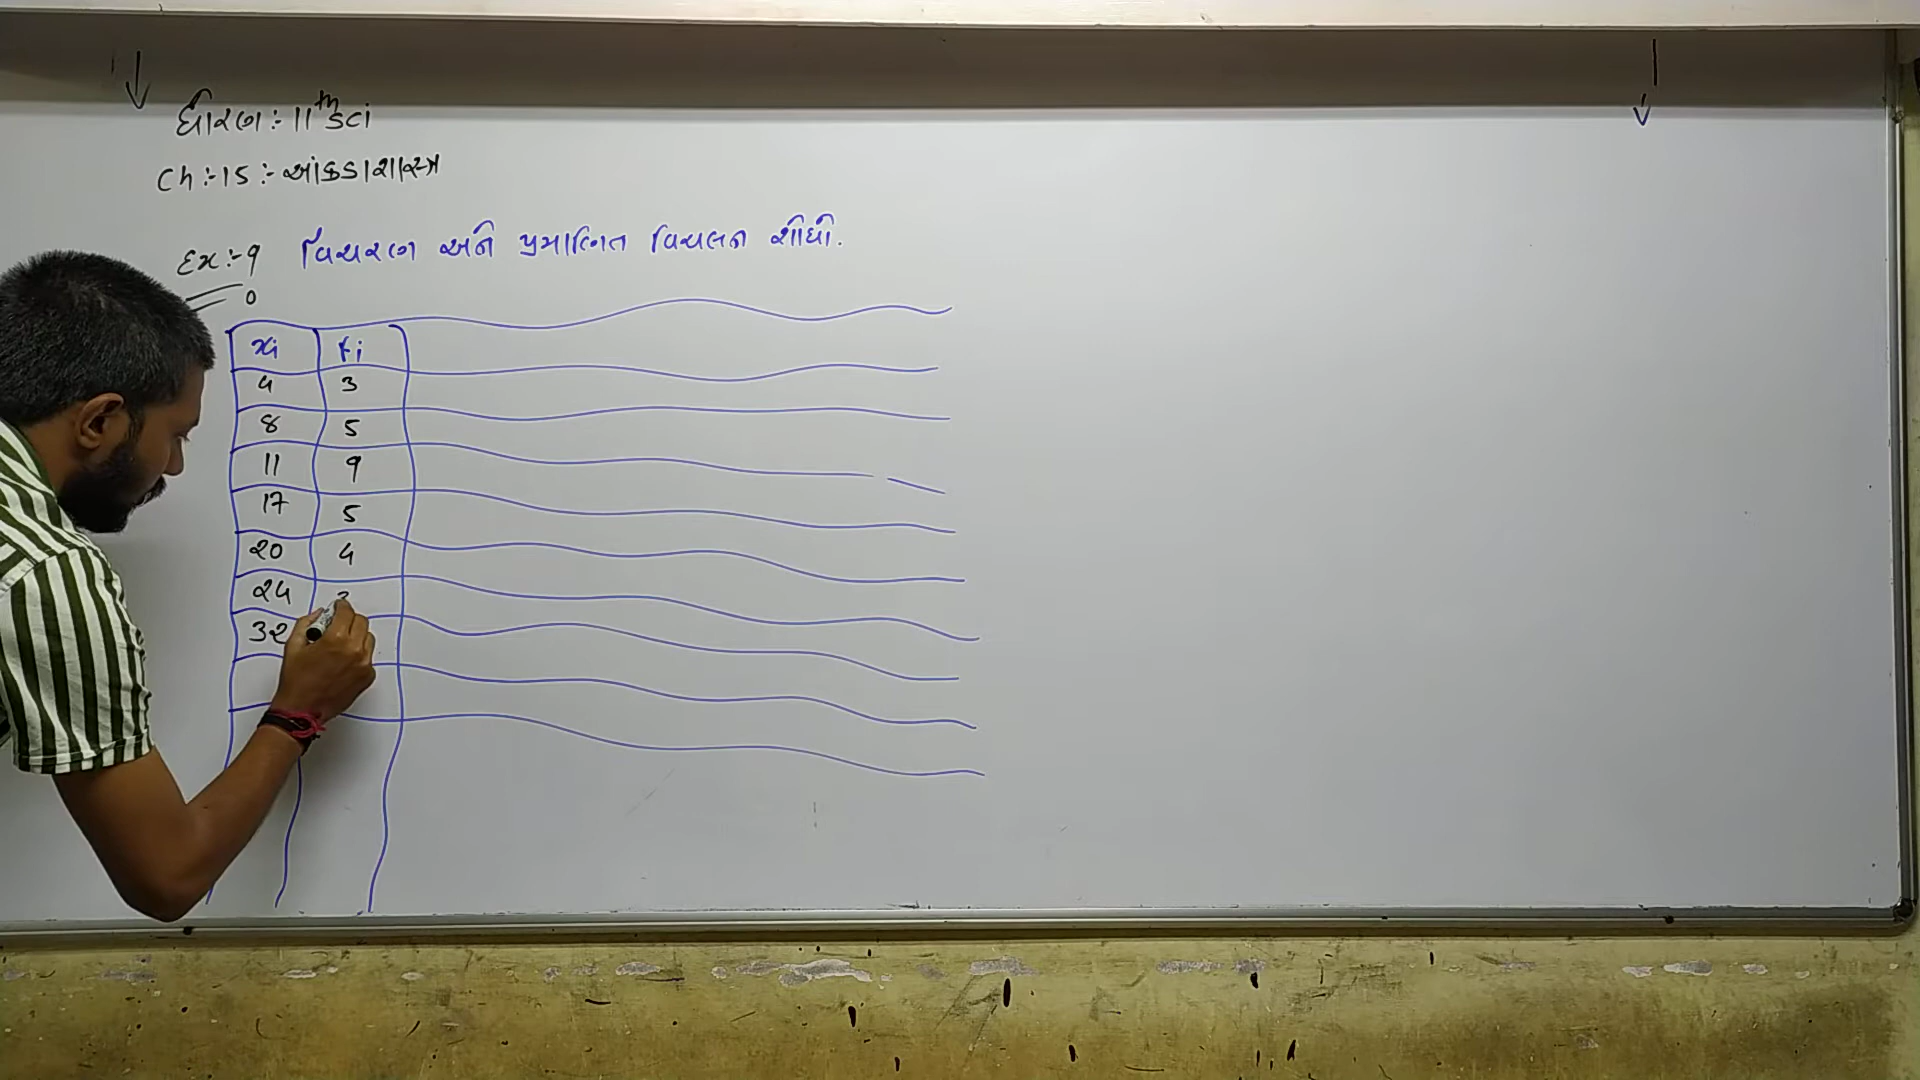 ધોરણ:- 11th sci
Ch:-15:- આંકડાશાસ્ત્ર
Ex:-9 વિચરણ અને પ્રમાણિત વિચલન શોધો.
xi fi
4 3
8 5
11 9
17 5
20 4
24
32